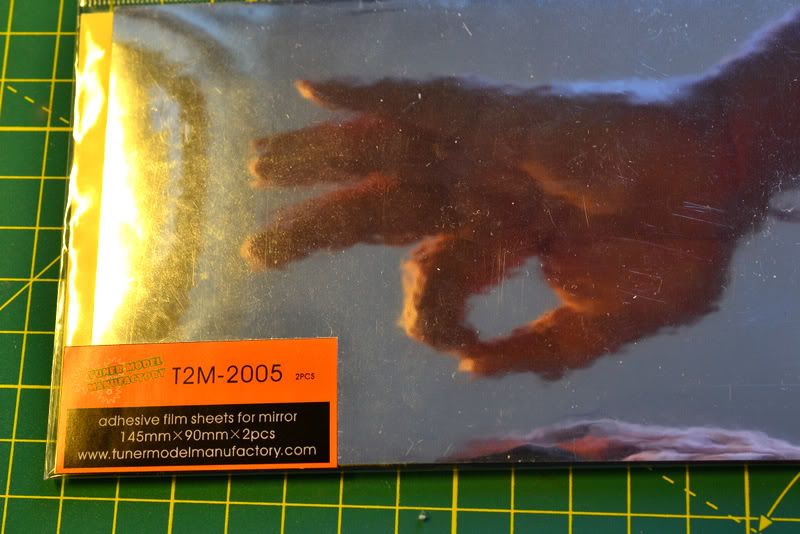 TUNER MODEL
MANUFACTORY
T2M-2005 2PCS
adhesive film sheets for mirror
145mm×90mm×2pcs
www.tunermodelmanufactory.com